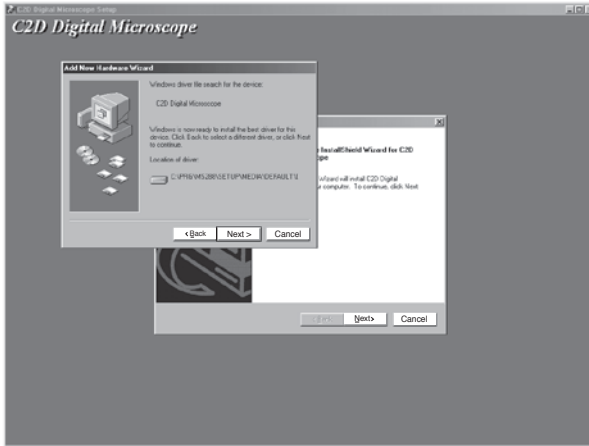 C2D Digital Microscope Setup
C2D Digital Microscope
Add New Hardware Wizard
Windows driver file search for the device:
C2D Digital Microscope
Windows is now ready to install the best driver for this
device. Click Back to select a different driver, or click Next
to continue.
Location of driver:
< Back
Next >
Cancel
InstallShield Wizard for C2D
Wizard will install C2D Digital
computer. To continue, click Next
Next>
Cancel